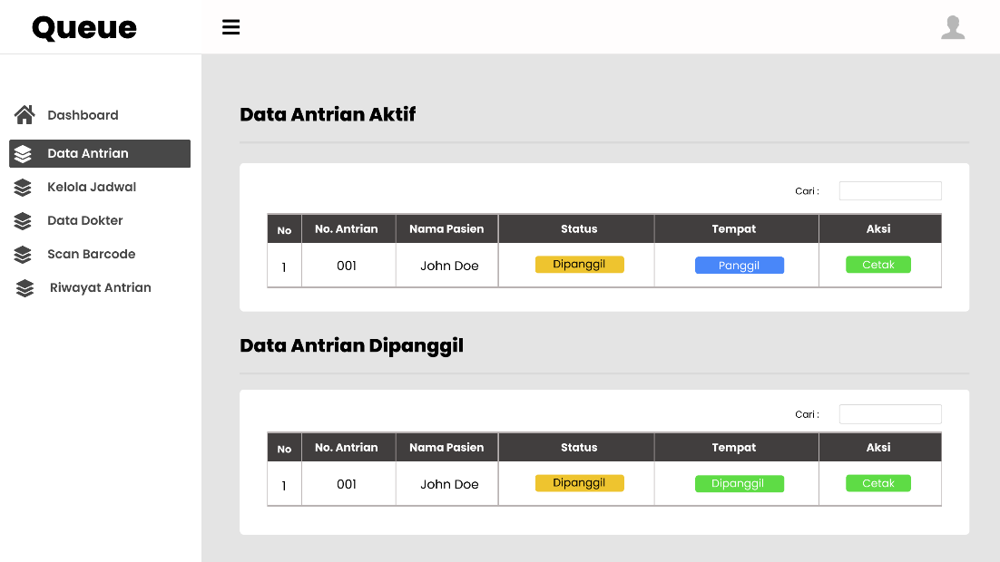 Queue
Dashboard
Data Antrian
Kelola Jadwal
Data Dokter
Scan Barcode
Riwayat Antrian
Data Antrian Aktif
Cari :
No No. Antrian Nama Pasien Status Tempat Aksi
1 001 John Doe Dipanggil Panggil Cetak
Data Antrian Dipanggil
Cari :
No No. Antrian Nama Pasien Status Tempat Aksi
1 001 John Doe Dipanggil Dipanggil Cetak